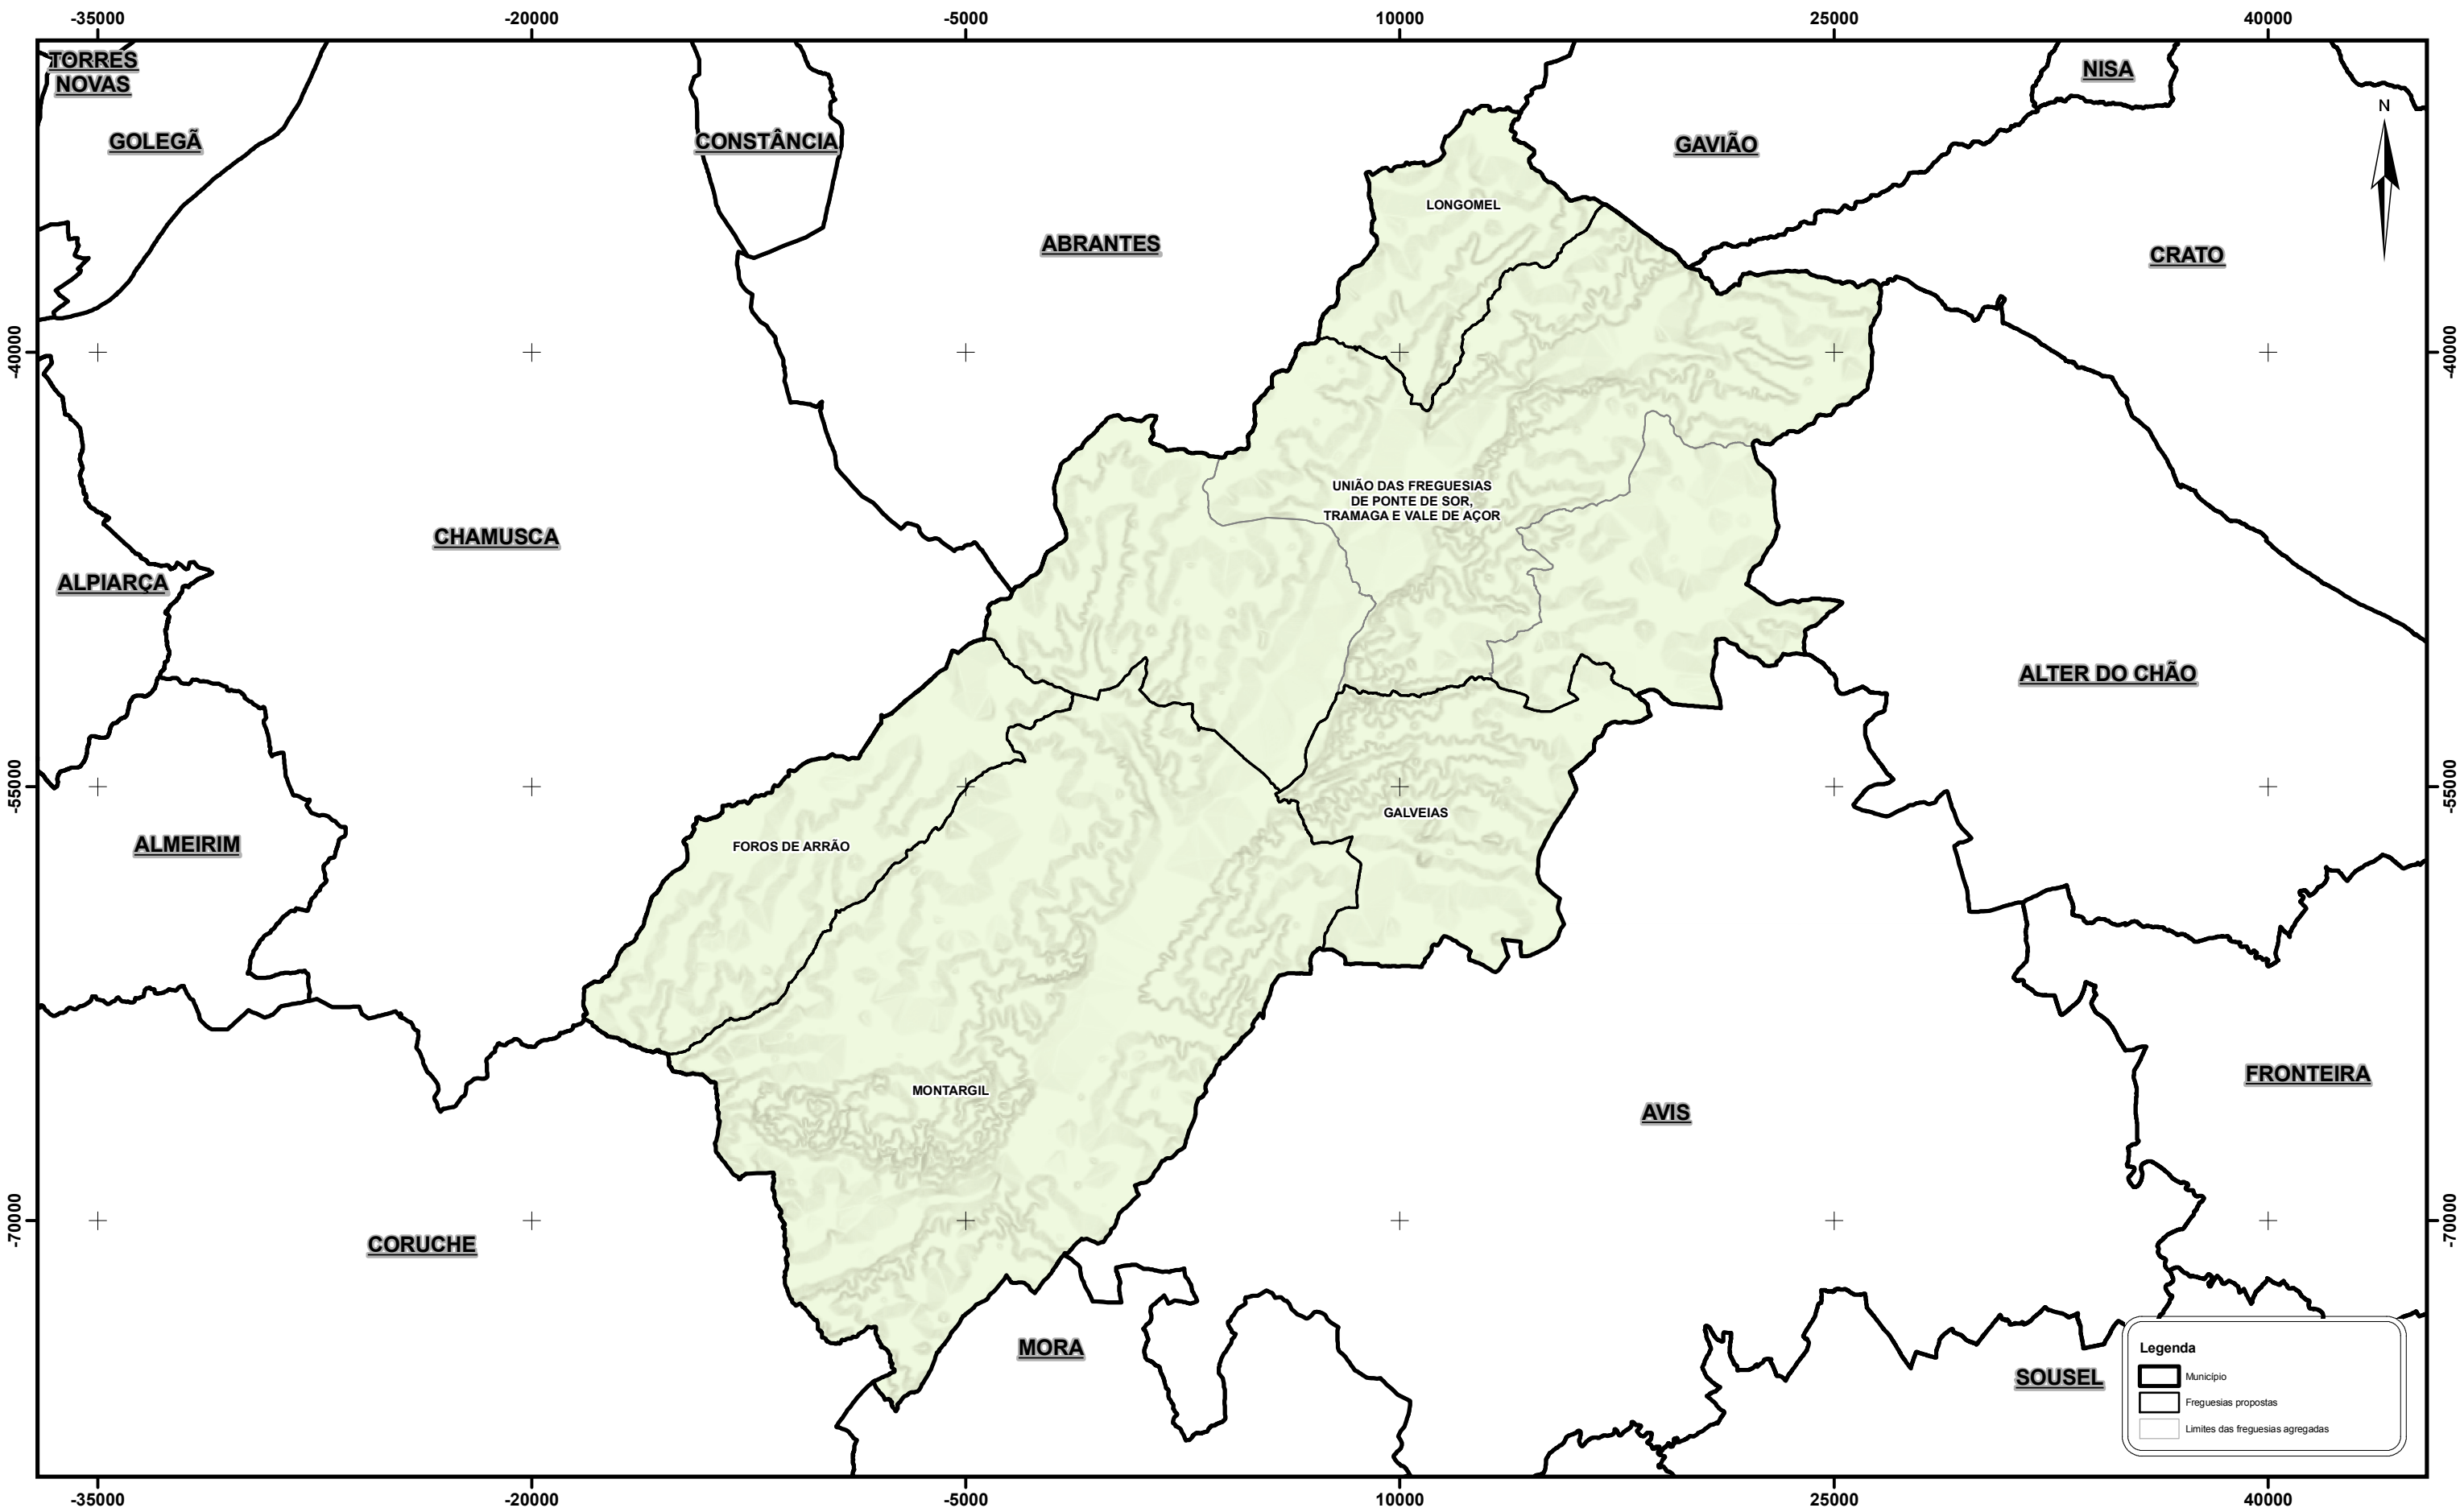 -35000 -20000 -5000 10000 25000 40000
TORRES
NOVAS
NISA
N
GOLEGÃ
CONSTÂNCIA
GAVIÃO
LONGOMEL
ABRANTES
CRATO
-40000 -40000
UNIÃO DAS FREGUESIAS
DE PONTE DE SOR,
TRAMAGA E VALE DE AÇOR
CHAMUSCA
ALPIARÇA
ALTER DO CHÃO
-55000 -55000
GALVEIAS
ALMEIRIM
FOROS DE ARRÃO
FRONTEIRA
MONTARGIL
AVIS
-70000 -70000
CORUCHE
MORA
SOUSEL
Legenda
Município
Freguesias propostas
Limites das freguesias agregadas
-35000 -20000 -5000 10000 25000 40000